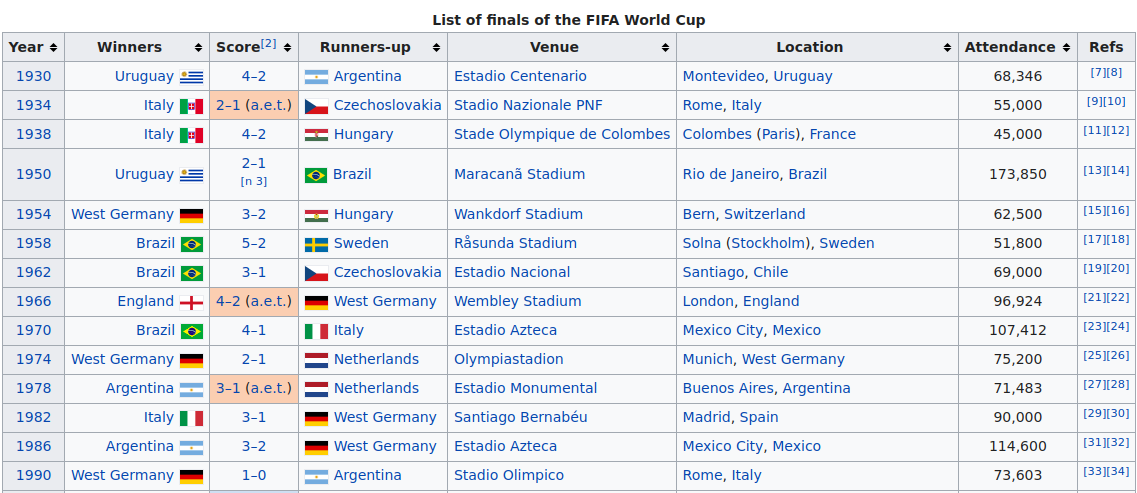 List of finals of the FIFA World Cup
Year Winners Score[2] Runners-up Venue Location Attendance Refs
1930 Uruguay 4–2 Argentina Estadio Centenario Montevideo, Uruguay 68,346 [7][8]
1934 Italy 2–1 (a.e.t.) Czechoslovakia Stadio Nazionale PNF Rome, Italy 55,000 [9][10]
1938 Italy 4–2 Hungary Stade Olympique de Colombes Colombes (Paris), France 45,000 [11][12]
1950 Uruguay 2–1 [n 3] Brazil Maracanã Stadium Rio de Janeiro, Brazil 173,850 [13][14]
1954 West Germany 3–2 Hungary Wankdorf Stadium Bern, Switzerland 62,500 [15][16]
1958 Brazil 5–2 Sweden Råsunda Stadium Solna (Stockholm), Sweden 51,800 [17][18]
1962 Brazil 3–1 Czechoslovakia Estadio Nacional Santiago, Chile 69,000 [19][20]
1966 England 4–2 (a.e.t.) West Germany Wembley Stadium London, England 96,924 [21][22]
1970 Brazil 4–1 Italy Estadio Azteca Mexico City, Mexico 107,412 [23][24]
1974 West Germany 2–1 Netherlands Olympiastadion Munich, West Germany 75,200 [25][26]
1978 Argentina 3–1 (a.e.t.) Netherlands Estadio Monumental Buenos Aires, Argentina 71,483 [27][28]
1982 Italy 3–1 West Germany Santiago Bernabéu Madrid, Spain 90,000 [29][30]
1986 Argentina 3–2 West Germany Estadio Azteca Mexico City, Mexico 114,600 [31][32]
1990 West Germany 1–0 Argentina Stadio Olimpico Rome, Italy 73,603 [33][34]